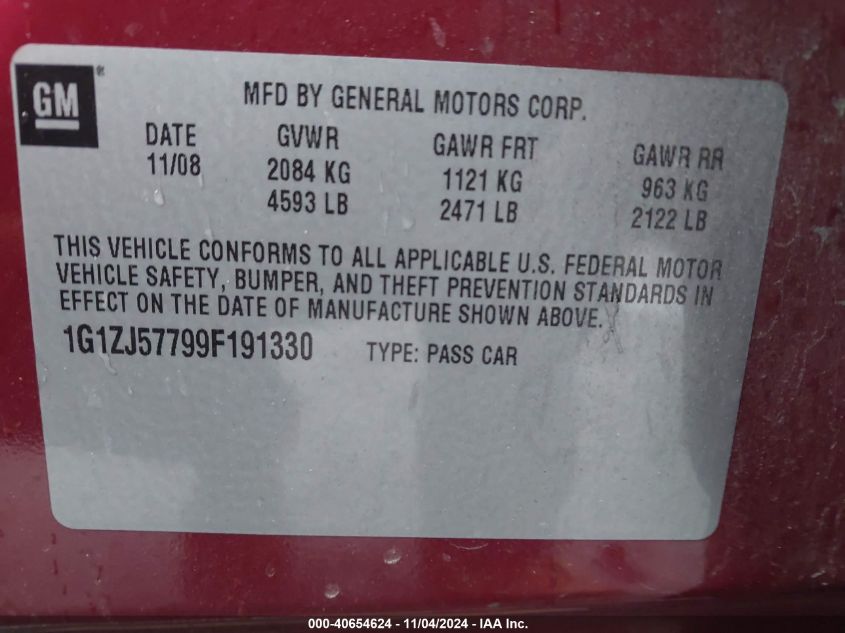 GM®
MFD BY GENERAL MOTORS CORP.
DATE GVWR GAWR FRT GAWR RR
11/08 2084 KG 1121 KG 963 KG
4593 LB 2471 LB 2122 LB
THIS VEHICLE CONFORMS TO ALL APPLICABLE U.S. FEDERAL MOTOR
VEHICLE SAFETY, BUMPER, AND THEFT PREVENTION STANDARDS IN
EFFECT ON THE DATE OF MANUFACTURE SHOWN ABOVE.
1G1ZJ57799F191330 TYPE: PASS CAR
000-40654624 - 11/04/2024 - IAA Inc.